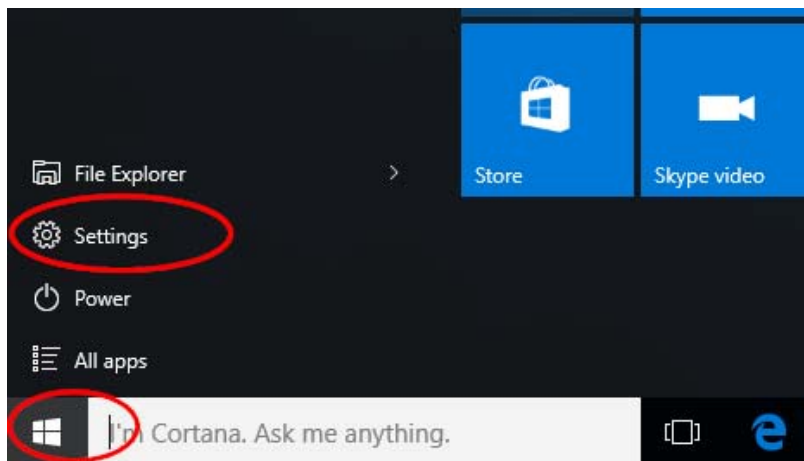 File Explorer
Settings
Power
All apps
Store
Skype video
I'm Cortana. Ask me anything.